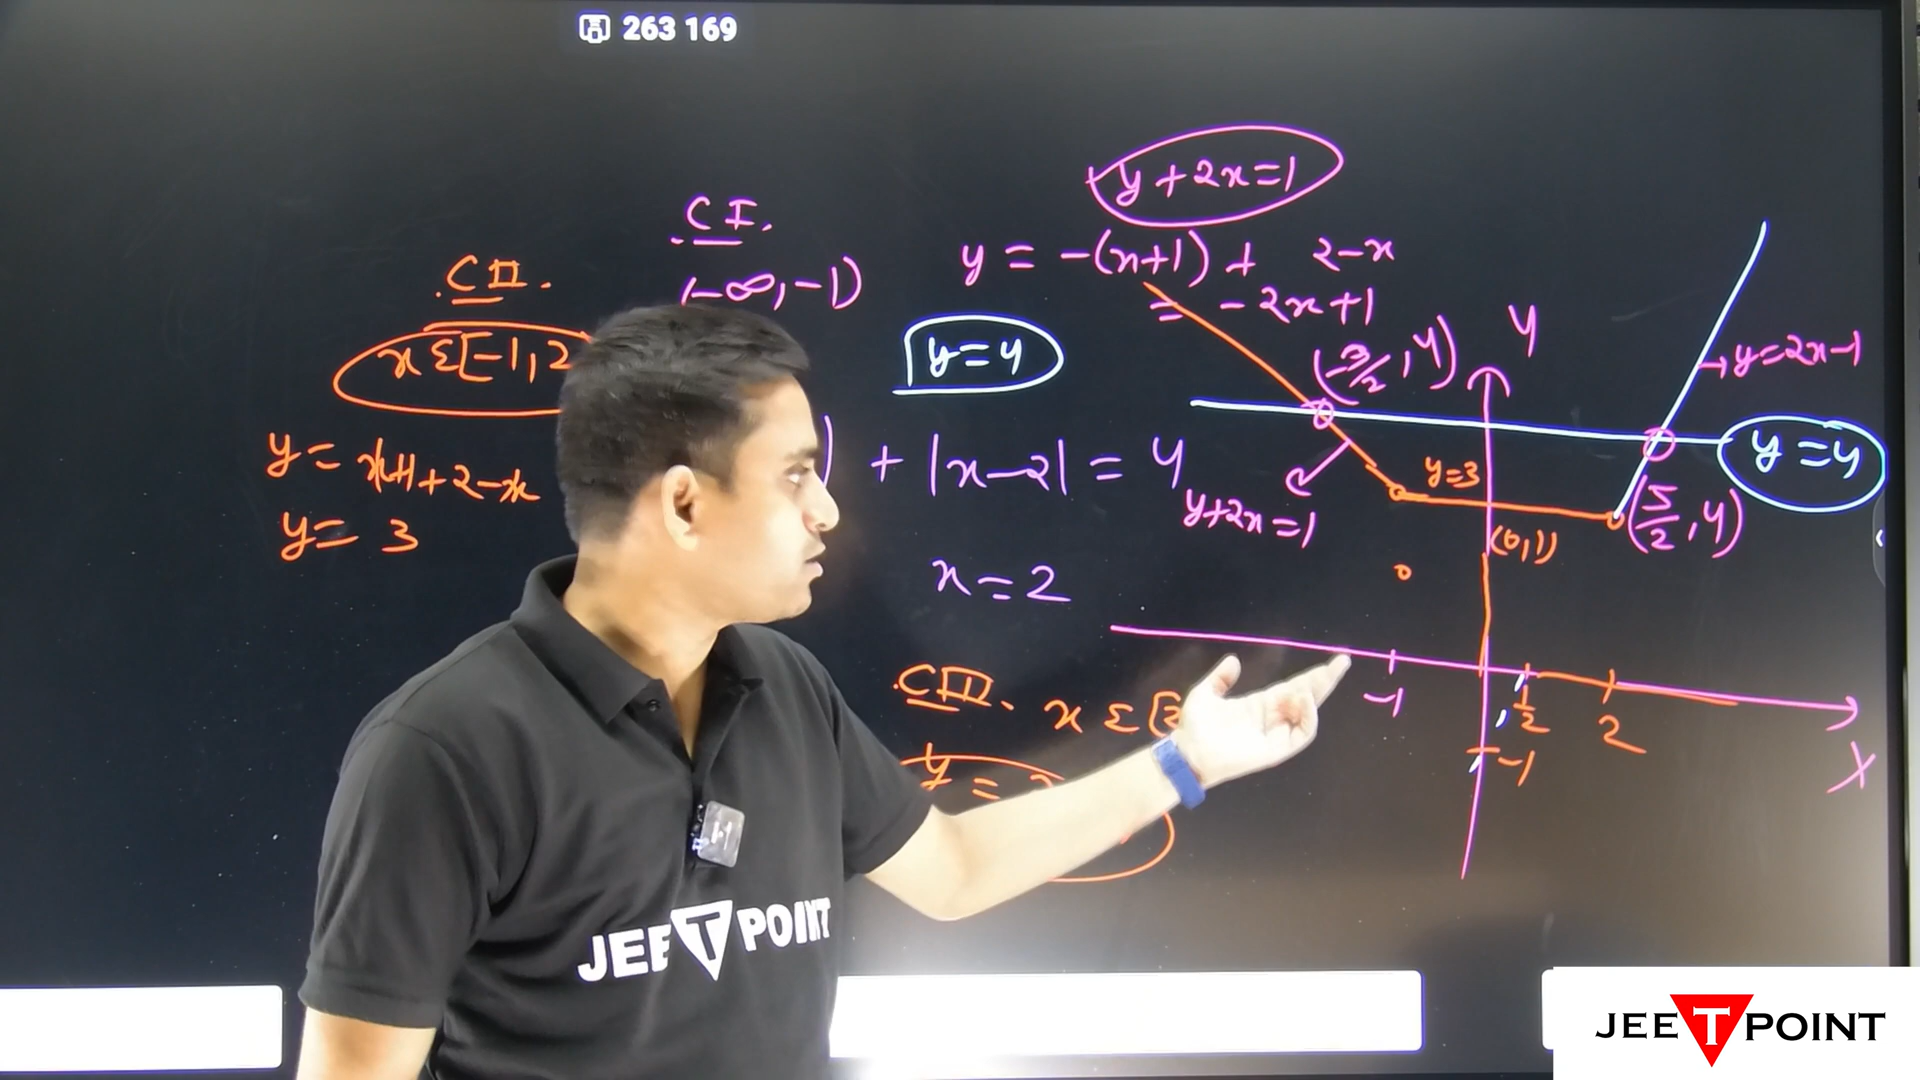 263 169
y + 2x = 1
C I.
(-∞, -1)
y = -(x+1) + 2-x
= -2x+1
C II.
x ε [-1, 2
y = x+1+2-x
y = 3
y = 4
(-3/2, 4)
y
y = 2x-1
+ |x-2| = 4
y = 3
y = 4
y+2x=1
(5/2, 4)
(0,1)
x = 2
C III. x ε [2
y =
-1
1/2
2
-1
X
JEE T POINT
JEE T POINT